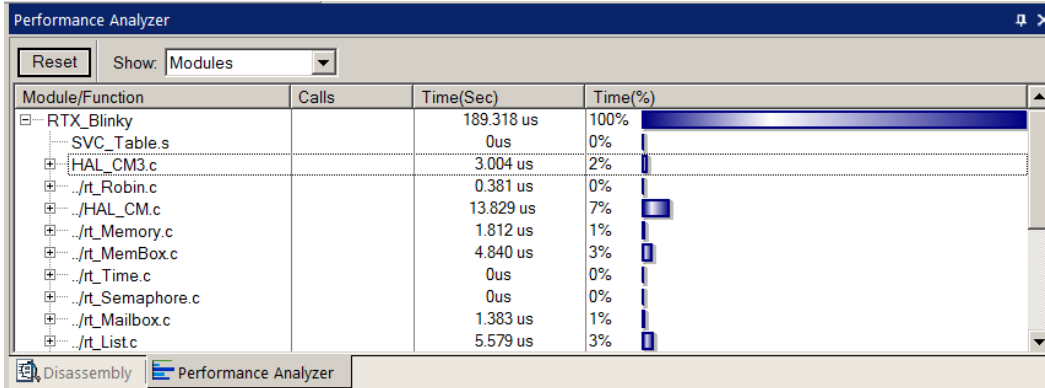 Performance Analyzer
Reset Show: Modules
Module/Function Calls Time(Sec) Time(%)
RTX_Blinky 189.318 us 100%
SVC_Table.s 0us 0%
HAL_CM3.c 3.004 us 2%
../rt_Robin.c 0.381 us 0%
../HAL_CM.c 13.829 us 7%
../rt_Memory.c 1.812 us 1%
../rt_MemBox.c 4.840 us 3%
../rt_Time.c 0us 0%
../rt_Semaphore.c 0us 0%
../rt_Mailbox.c 1.383 us 1%
../rt_List.c 5.579 us 3%
Disassembly Performance Analyzer